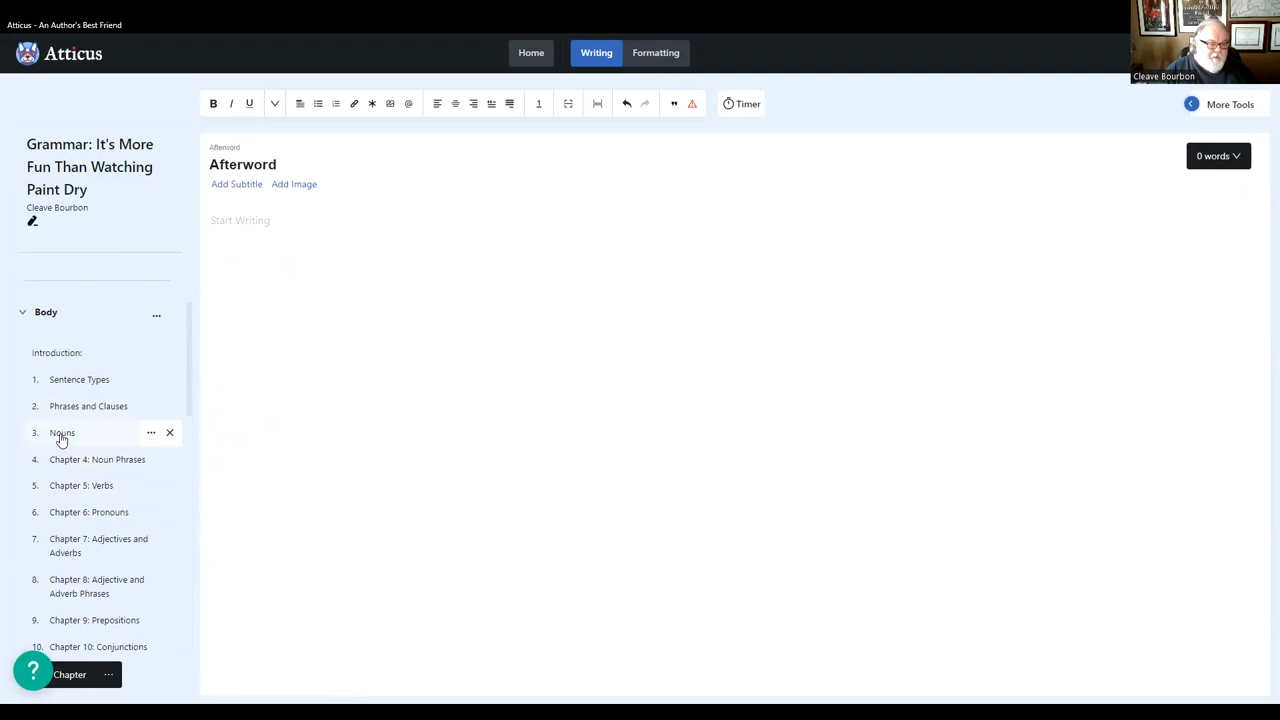 Atticus - An Author's Best Friend
Atticus
Home
Writing
Formatting
Cleave Bourbon
B I U
1
Timer
More Tools
Grammar: It's More
Fun Than Watching
Paint Dry
Cleave Bourbon
Afterword
Afterword
Add Subtitle Add Image
0 words
Start Writing
Body
Introduction:
1. Sentence Types
2. Phrases and Clauses
3. Nouns
4. Chapter 4: Noun Phrases
5. Chapter 5: Verbs
6. Chapter 6: Pronouns
7. Chapter 7: Adjectives and
Adverbs
8. Chapter 8: Adjective and
Adverb Phrases
9. Chapter 9: Prepositions
10. Chapter 10: Conjunctions
? Chapter